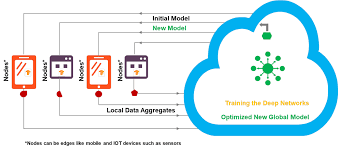 Initial Model
New Model
Nodes*
Nodes*
Nodes*
Nodes*
Training the Deep Networks
Local Data Aggregates
Optimized New Global Model
*Nodes can be edges like mobile and IOT devices such as sensors